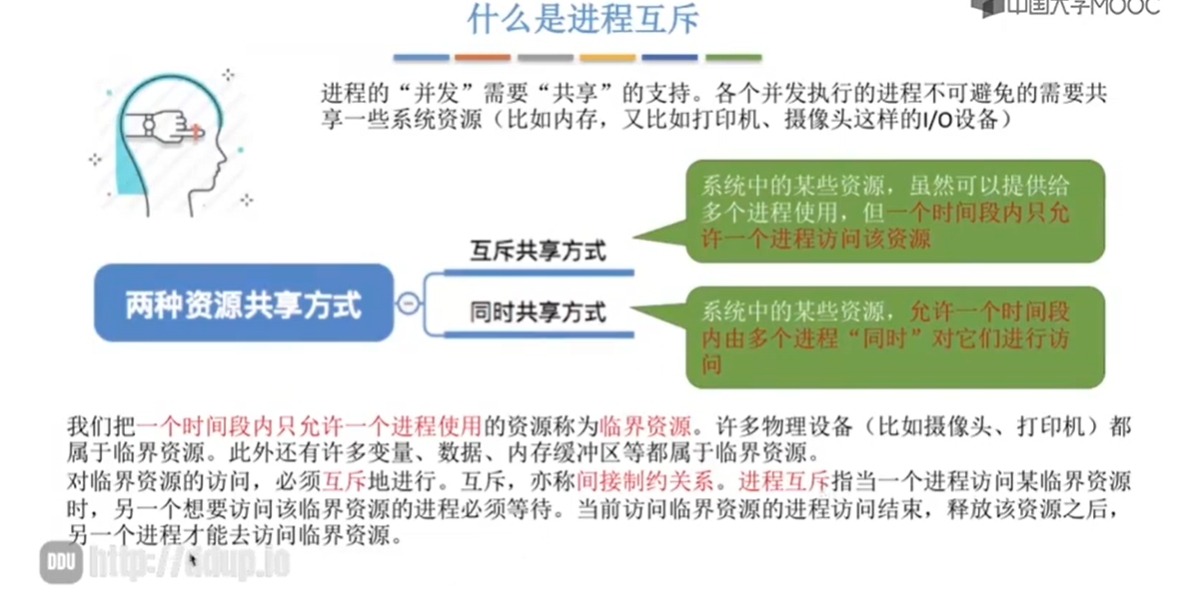 什么是进程互斥
中国大学MOOC
进程的“并发”需要“共享”的支持。各个并发执行的进程不可避免的需要共
享一些系统资源（比如内存，又比如打印机、摄像头这样的I/O设备）
系统中的某些资源，虽然可以提供给
多个进程使用，但一个时间段内只允
许一个进程访问该资源
互斥共享方式
两种资源共享方式
同时共享方式
系统中的某些资源，允许一个时间段
内由多个进程“同时”对它们进行访
问
我们把一个时间段内只允许一个进程使用的资源称为临界资源。许多物理设备（比如摄像头、打印机）都
属于临界资源。此外还有许多变量、数据、内存缓冲区等都属于临界资源。
对临界资源的访问，必须互斥地进行。互斥，亦称间接制约关系。进程互斥指当一个进程访问某临界资源
时，另一个想要访问该临界资源的进程必须等待。当前访问临界资源的进程访问结束，释放该资源之后，
另一个进程才能去访问临界资源。
DDU http://ddup.io